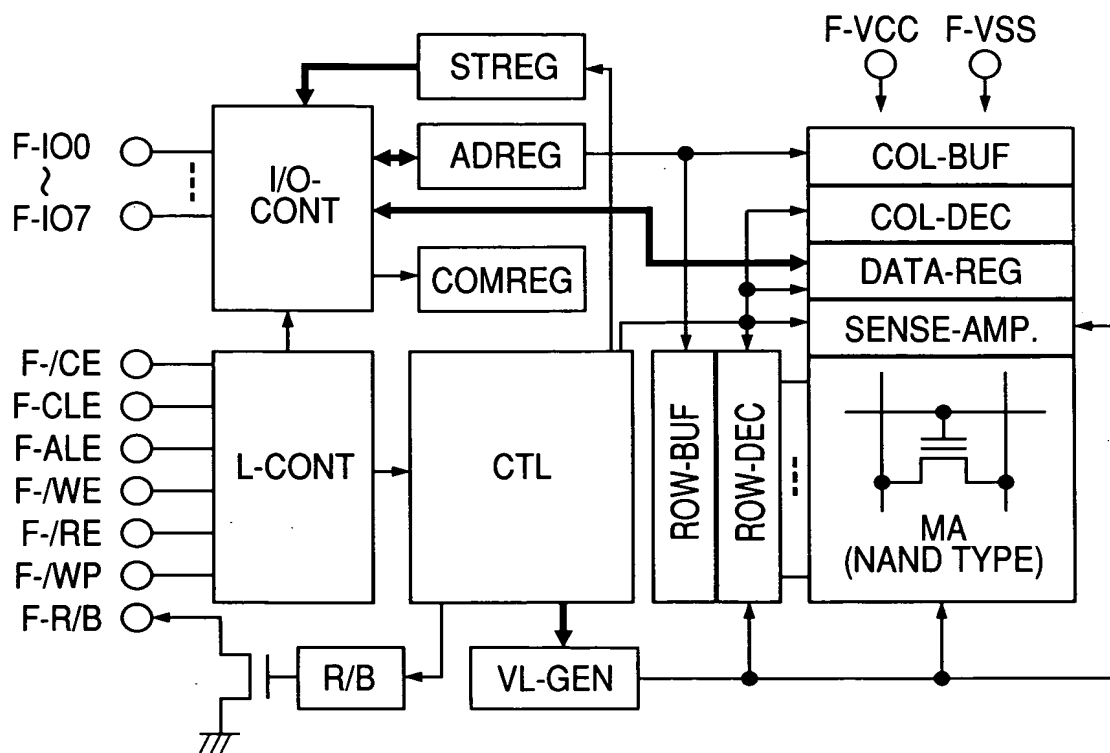 F-VCC
F-VSS
STREG
F-IO0
~
F-IO7
I/O-
CONT
ADREG
COMREG
COL-BUF
COL-DEC
DATA-REG
SENSE-AMP.
F-/CE
F-CLE
F-ALE
F-/WE
F-/RE
F-/WP
F-R/B
L-CONT
CTL
ROW-BUF
ROW-DEC
MA
(NAND TYPE)
R/B
VL-GEN